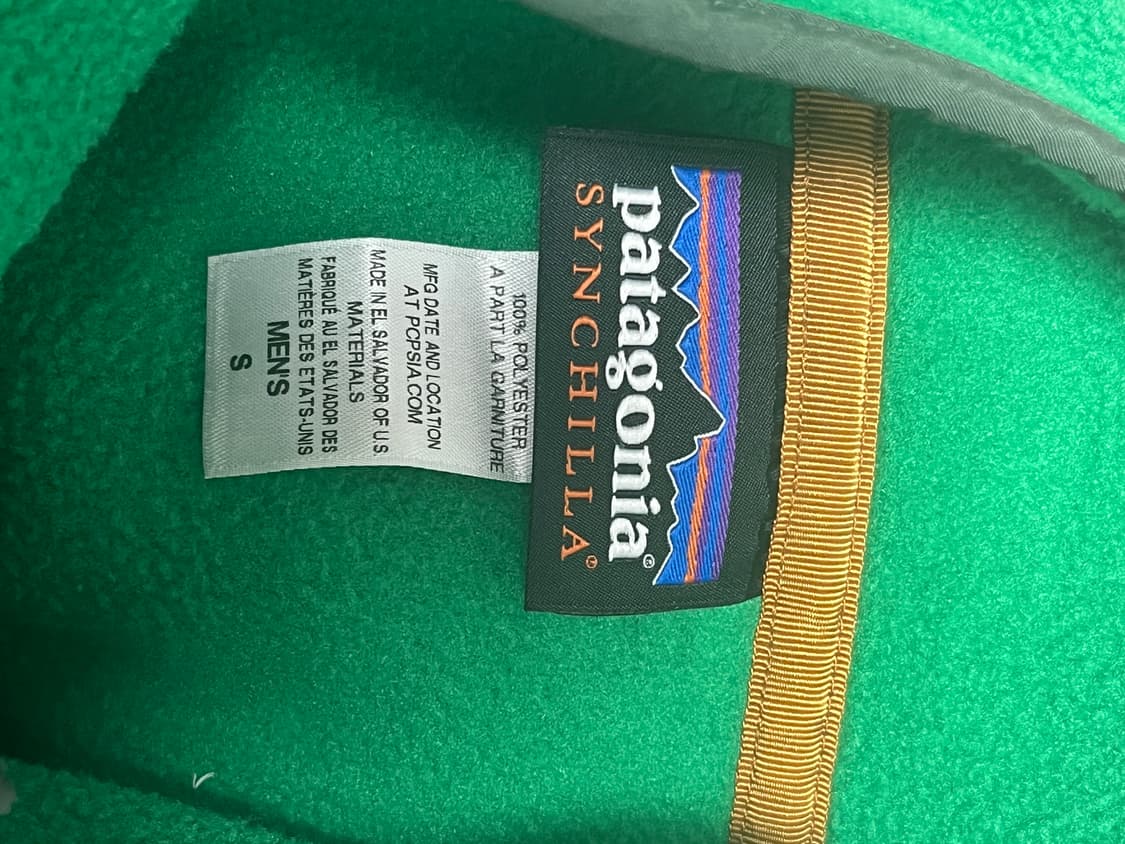 patagonia®
SYNCHILLA®
100% POLYESTER
A PART LA GARNITURE
MFG DATE AND LOCATION
AT PCPSIA.COM
MADE IN EL SALVADOR OF U.S
MATERIALS
FABRIQUÉ AU EL SALVADOR DES
MATIÈRES DES ETATS-UNIS
MEN'S
S